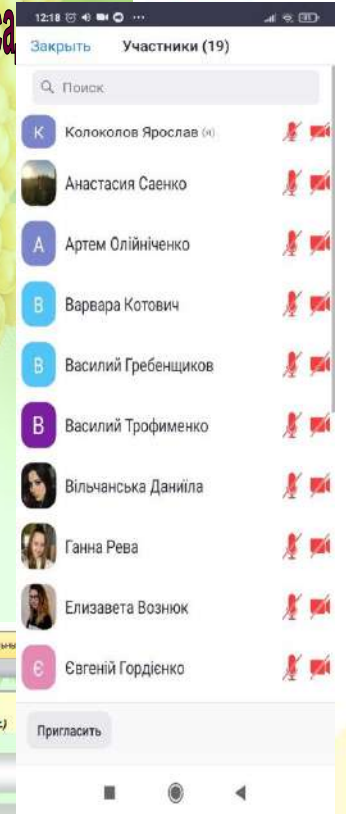 12:18
Закрыть Участники (19)
Поиск
К Колоколов Ярослав (я)
Анастасия Саенко
А Артем Олійніченко
В Варвара Котович
В Василий Гребенщиков
В Василий Трофименко
Вільчанська Даниїла
Ганна Рева
Елизавета Вознюк
Є Євгеній Гордієнко
Пригласить